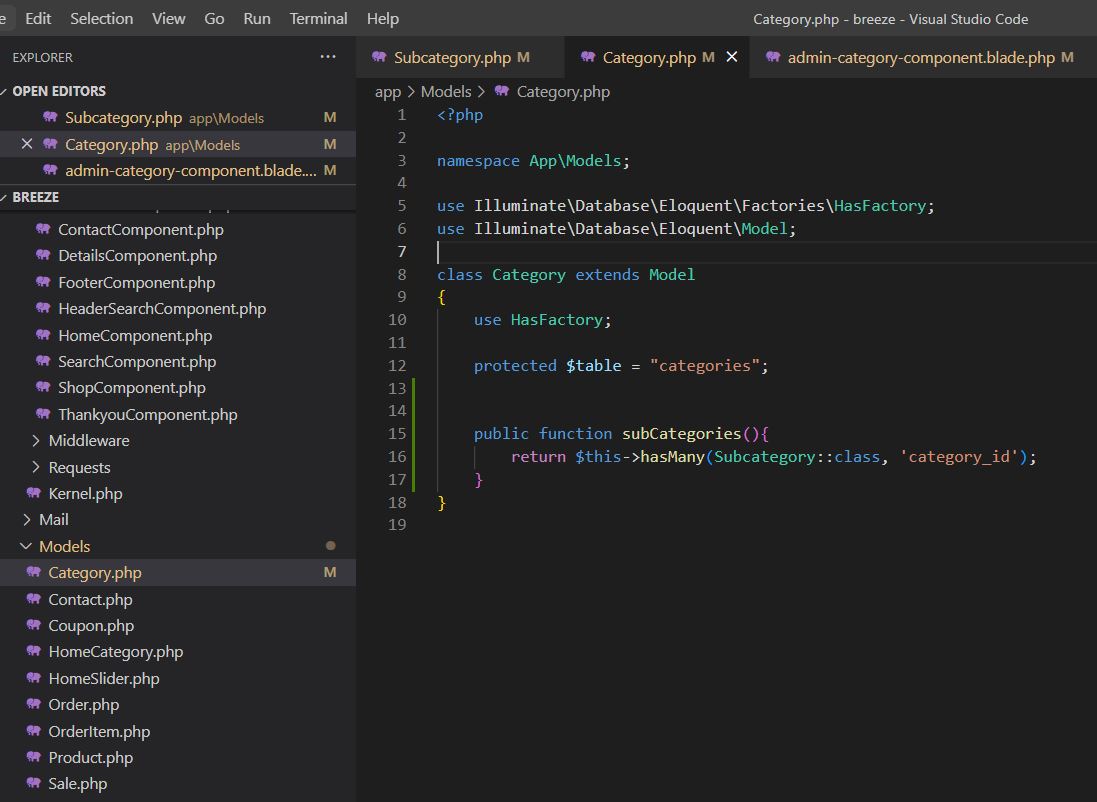 e Edit Selection View Go Run Terminal Help Category.php - breeze - Visual Studio Code
EXPLORER ...
OPEN EDITORS
Subcategory.php app\Models M
Category.php app\Models M
admin-category-component.blade.... M
BREEZE
ContactComponent.php
DetailsComponent.php
FooterComponent.php
HeaderSearchComponent.php
HomeComponent.php
SearchComponent.php
ShopComponent.php
ThankyouComponent.php
Middleware
Requests
Kernel.php
Mail
Models
Category.php M
Contact.php
Coupon.php
HomeCategory.php
HomeSlider.php
Order.php
OrderItem.php
Product.php
Sale.php
Subcategory.php M Category.php M admin-category-component.blade.php M
app > Models > Category.php
1 <?php
2
3 namespace App\Models;
4
5 use Illuminate\Database\Eloquent\Factories\HasFactory;
6 use Illuminate\Database\Eloquent\Model;
7
8 class Category extends Model
9 {
10 use HasFactory;
11
12 protected $table = "categories";
13
14
15 public function subCategories(){
16 return $this->hasMany(Subcategory::class, 'category_id');
17 }
18 }
19